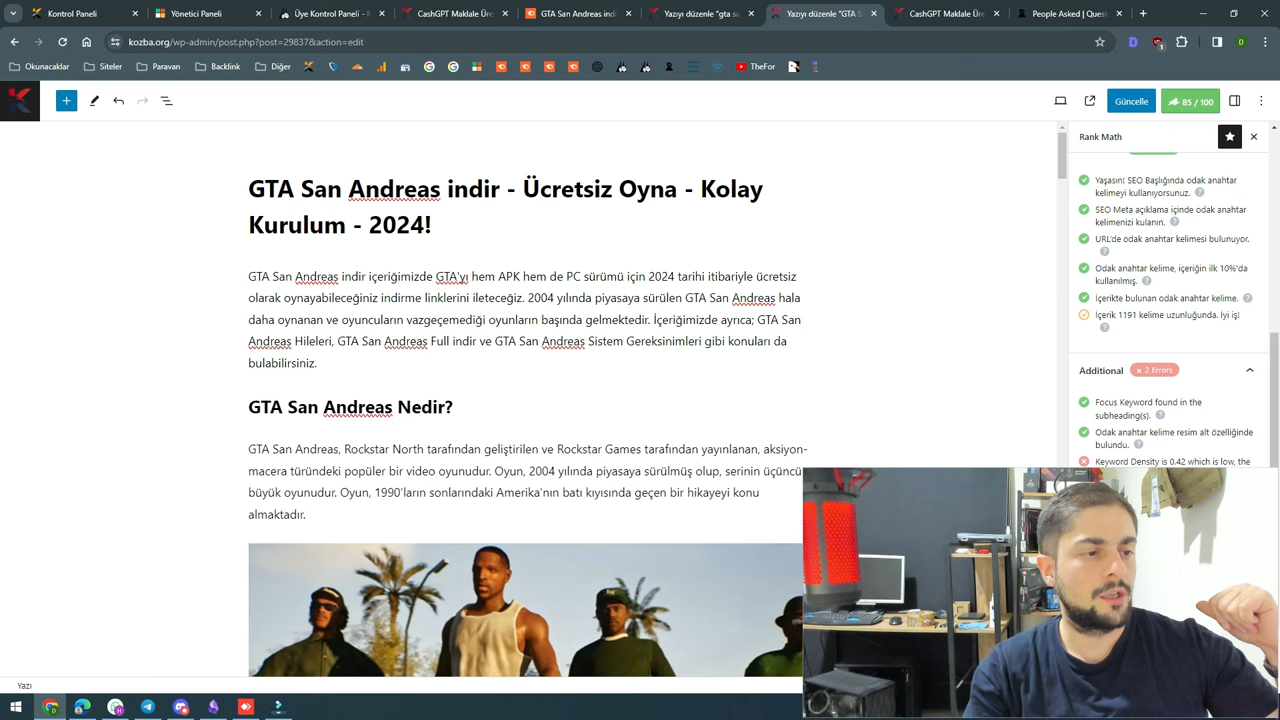 Kontrol Paneli
Yönetici Paneli
Üye Kontrol Paneli - R
CashGPT Maklale Üre
GTA San Andreas ind
Yazıyı düzenle "gta sa
Yazıyı düzenle "GTA S
CashGPT Maklale Üre
People Asked | Quest
kozba.org/wp-admin/post.php?post=29837&action=edit
Okunacaklar
Siteler
Paravan
Backlink
Diğer
TheFor
Güncelle
85 / 100
GTA San Andreas indir - Ücretsiz Oyna - Kolay
Kurulum - 2024!
GTA San Andreas indir içeriğimizde GTA'yı hem APK hem de PC sürümü için 2024 tarihi itibariyle ücretsiz
olarak oynayabileceğiniz indirme linklerini ileteceğiz. 2004 yılında piyasaya sürülen GTA San Andreas hala
daha oynanan ve oyuncuların vazgeçemediği oyunların başında gelmektedir. İçeriğimizde ayrıca; GTA San
Andreas Hileleri, GTA San Andreas Full indir ve GTA San Andreas Sistem Gereksinimleri gibi konuları da
bulabilirsiniz.
GTA San Andreas Nedir?
GTA San Andreas, Rockstar North tarafından geliştirilen ve Rockstar Games tarafından yayınlanan, aksiyon-
macera türündeki popüler bir video oyunudur. Oyun, 2004 yılında piyasaya sürülmüş olup, serinin üçüncü
büyük oyunudur. Oyun, 1990'ların sonlarındaki Amerika'nın batı kıyısında geçen bir hikayeyi konu
almaktadır.
Rank Math
Yaşasın! SEO Başlığında odak anahtar
kelimeyi kullanıyorsunuz.
SEO Meta açıklama içinde odak anahtar
kelimenizi kulanın.
URL'de odak anahtar kelimesi bulunuyor.
Odak anahtar kelime, içeriğin ilk 10%'da
kullanılmış.
İçerikte bulunan odak anahtar kelime.
İçerik 1191 kelime uzunluğunda. İyi iş!
Additional
× 2 Errors
Focus Keyword found in the
subheading(s).
Odak anahtar kelime resim alt özelliğinde
bulundu.
Keyword Density is 0.42 which is low, the
Yazı